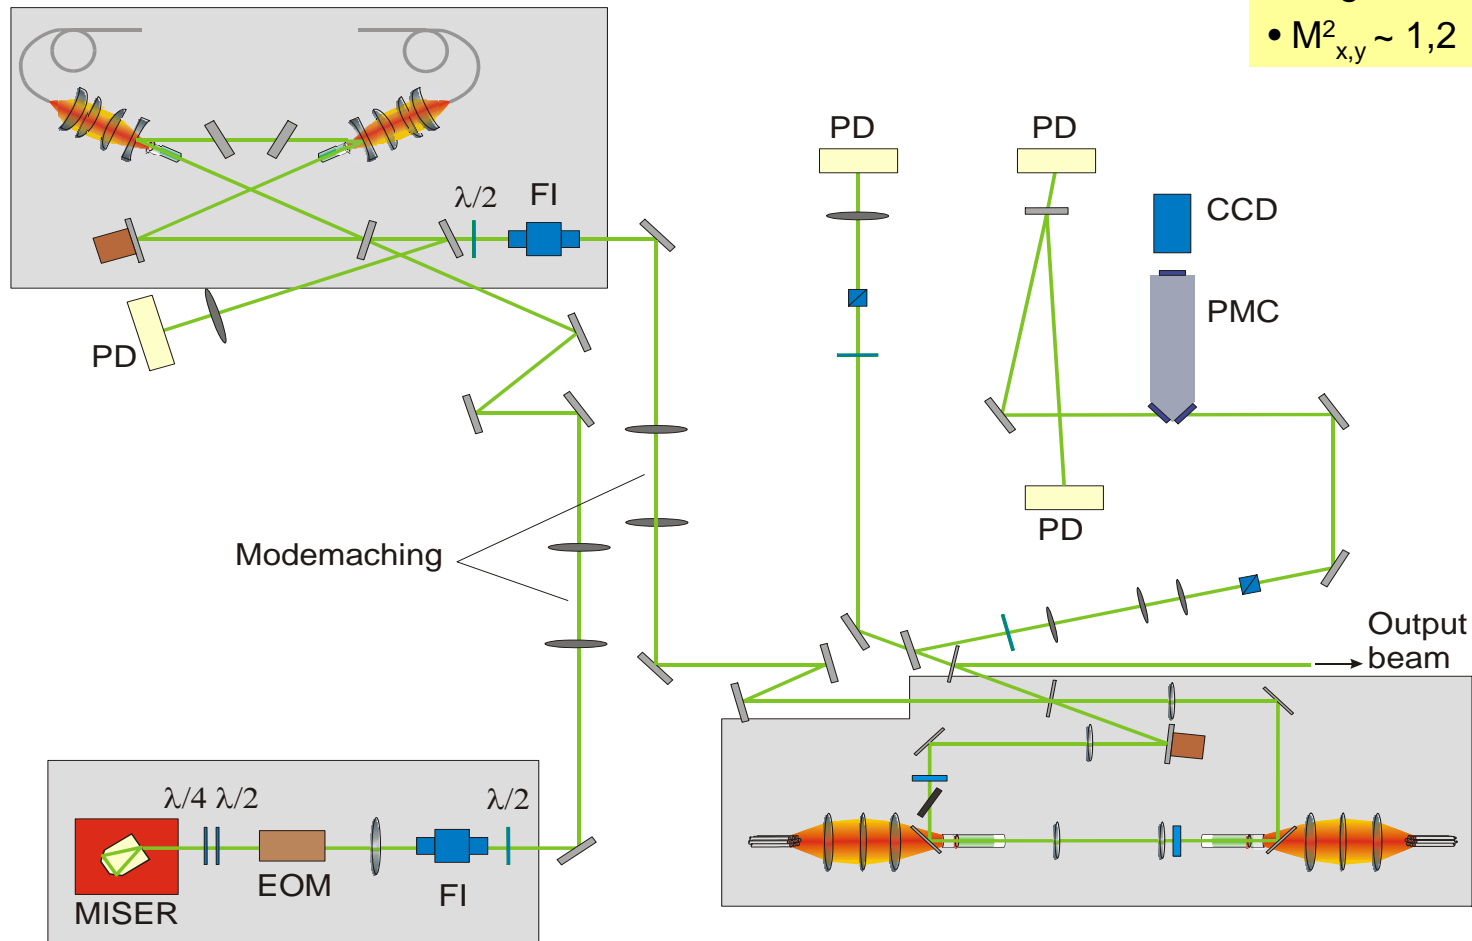 • M²x,y ~ 1,2
PD
PD
CCD
λ/2
FI
PMC
PD
PD
Modemaching
Output
beam
λ/4 λ/2
λ/2
EOM
FI
MISER